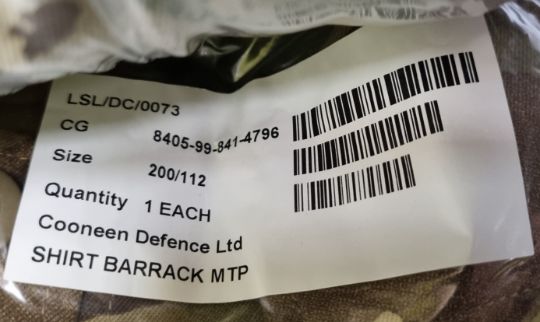 LSL/DC/0073
CG 8405-99-841-4796
Size 200/112
Quantity 1 EACH
Cooneen Defence Ltd
SHIRT BARRACK MTP